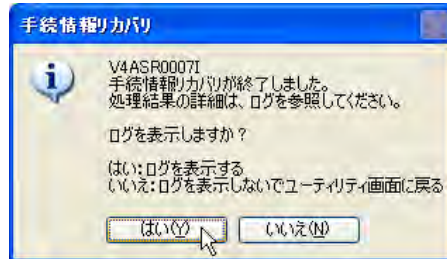 手続情報リカバリ
V4ASR0007I
手続情報リカバリが終了しました。
処理結果の詳細は、ログを参照してください。
ログを表示しますか？
はい:ログを表示する
いいえ:ログを表示しないでユーティリティ画面に戻る
はい(Y)
いいえ(N)